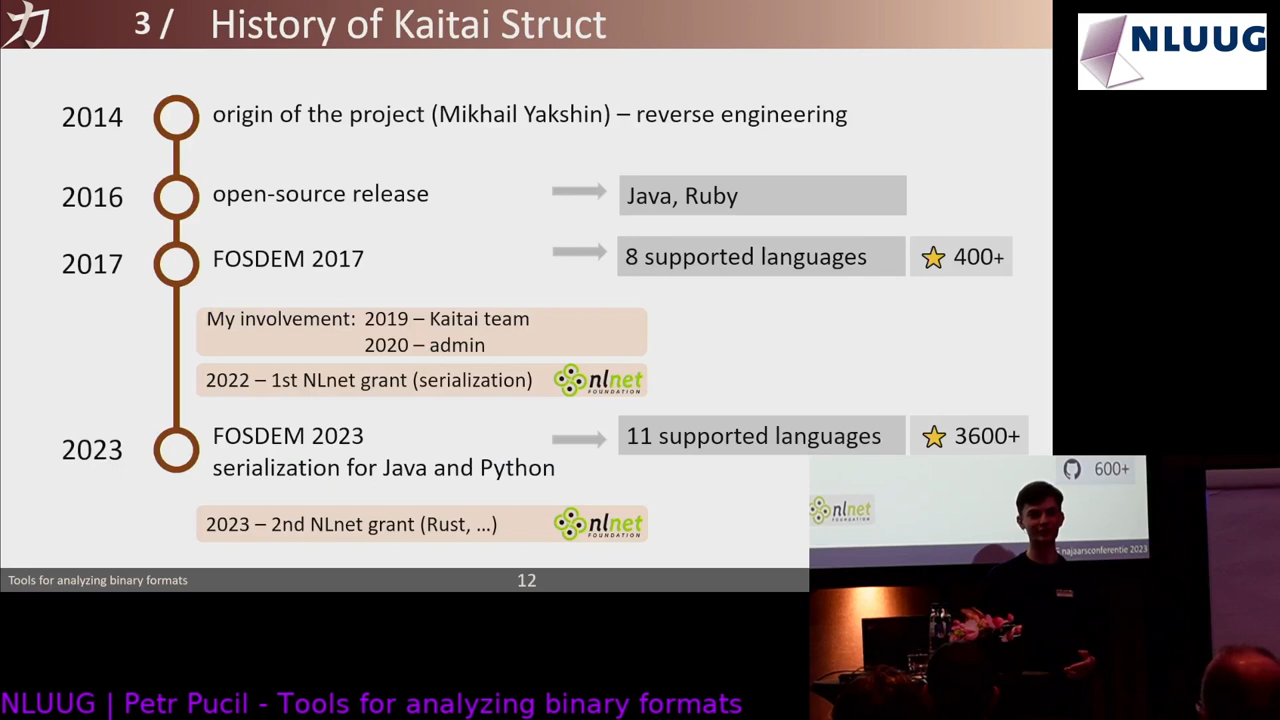 力 3 / History of Kaitai Struct
NLUUG
2014 origin of the project (Mikhail Yakshin) – reverse engineering
2016 open-source release Java, Ruby
2017 FOSDEM 2017 8 supported languages 400+
My involvement: 2019 – Kaitai team
2020 – admin
2022 – 1st NLnet grant (serialization) nlnet
FOUNDATION
2023 FOSDEM 2023 11 supported languages 3600+
serialization for Java and Python
600+
2023 – 2nd NLnet grant (Rust, …) nlnet
FOUNDATION
nlnet
FOUNDATION
najaarsconferentie 2023
Tools for analyzing binary formats 12
NLUUG | Petr Pucil - Tools for analyzing binary formats